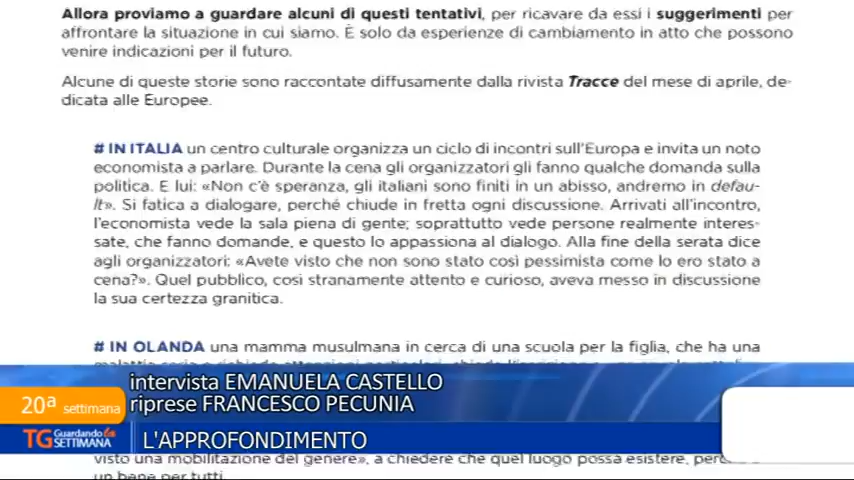 Allora proviamo a guardare alcuni di questi tentativi, per ricavare da essi i suggerimenti per
affrontare la situazione in cui siamo. È solo da esperienze di cambiamento in atto che possono
venire indicazioni per il futuro.
Alcune di queste storie sono raccontate diffusamente dalla rivista Tracce del mese di aprile, de-
dicata alle Europee.
# IN ITALIA un centro culturale organizza un ciclo di incontri sull'Europa e invita un noto
economista a parlare. Durante la cena gli organizzatori gli fanno qualche domanda sulla
politica. E lui: «Non c'è speranza, gli italiani sono finiti in un abisso, andremo in defau-
lt». Si fatica a dialogare, perché chiude in fretta ogni discussione. Arrivati all'incontro,
l'economista vede la sala piena di gente; soprattutto vede persone realmente interes-
sate, che fanno domande, e questo lo appassiona al dialogo. Alla fine della serata dice
agli organizzatori: «Avete visto che non sono stato così pessimista come lo ero stato a
cena?». Quel pubblico, così stranamente attento e curioso, aveva messo in discussione
la sua certezza granitica.
# IN OLANDA una mamma musulmana in cerca di una scuola per la figlia, che ha una
intervista EMANUELA CASTELLO
riprese FRANCESCO PECUNIA
20ª settimana
TG Guardando la SETTIMANA
L'APPROFONDIMENTO
visto una mobilitazione del genere», a chiedere che quel luogo possa esistere,
un bene per tutti.